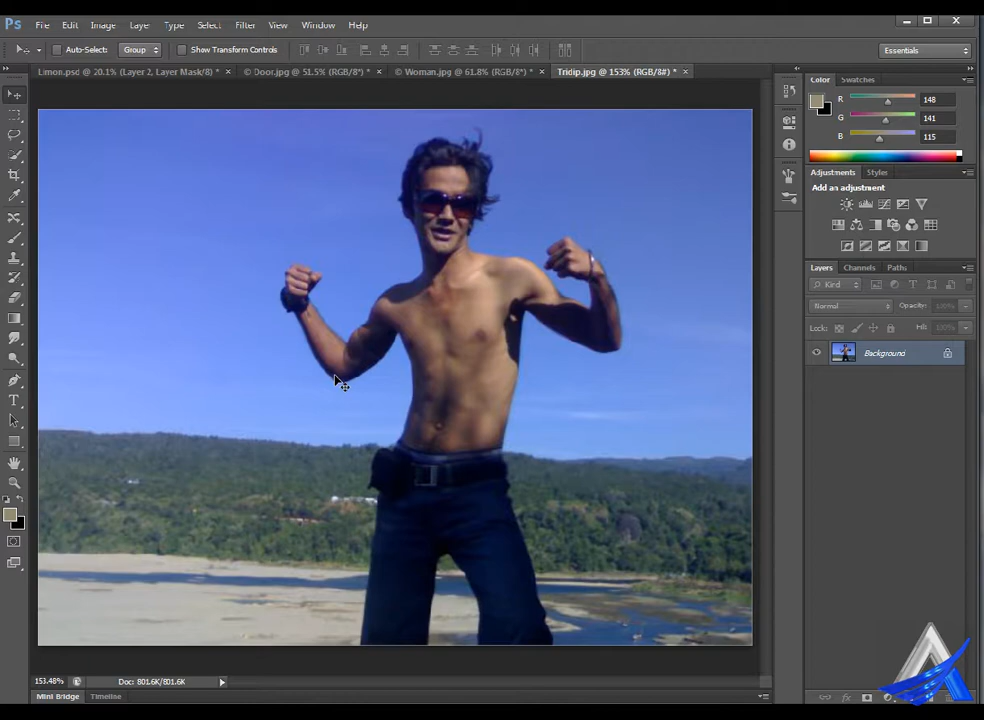 Ps File Edit Image Layer Type Select Filter View Window Help
Auto-Select: Group Show Transform Controls Essentials
Limon.psd @ 20.1% (Layer 2, Layer Mask/8) * × © Door.jpg @ 51.5% (RGB/8*) * × © Woman.jpg @ 61.8% (RGB/8*) * × Tridip.jpg @ 153% (RGB/8#) * ×
Color Swatches
R 148
G 141
B 115
Adjustments Styles
Add an adjustment
Layers Channels Paths
Kind
Normal Opacity: 100%
Lock: Fill: 100%
Background
153.48% Doc: 801.6K/801.6K
Mini Bridge Timeline